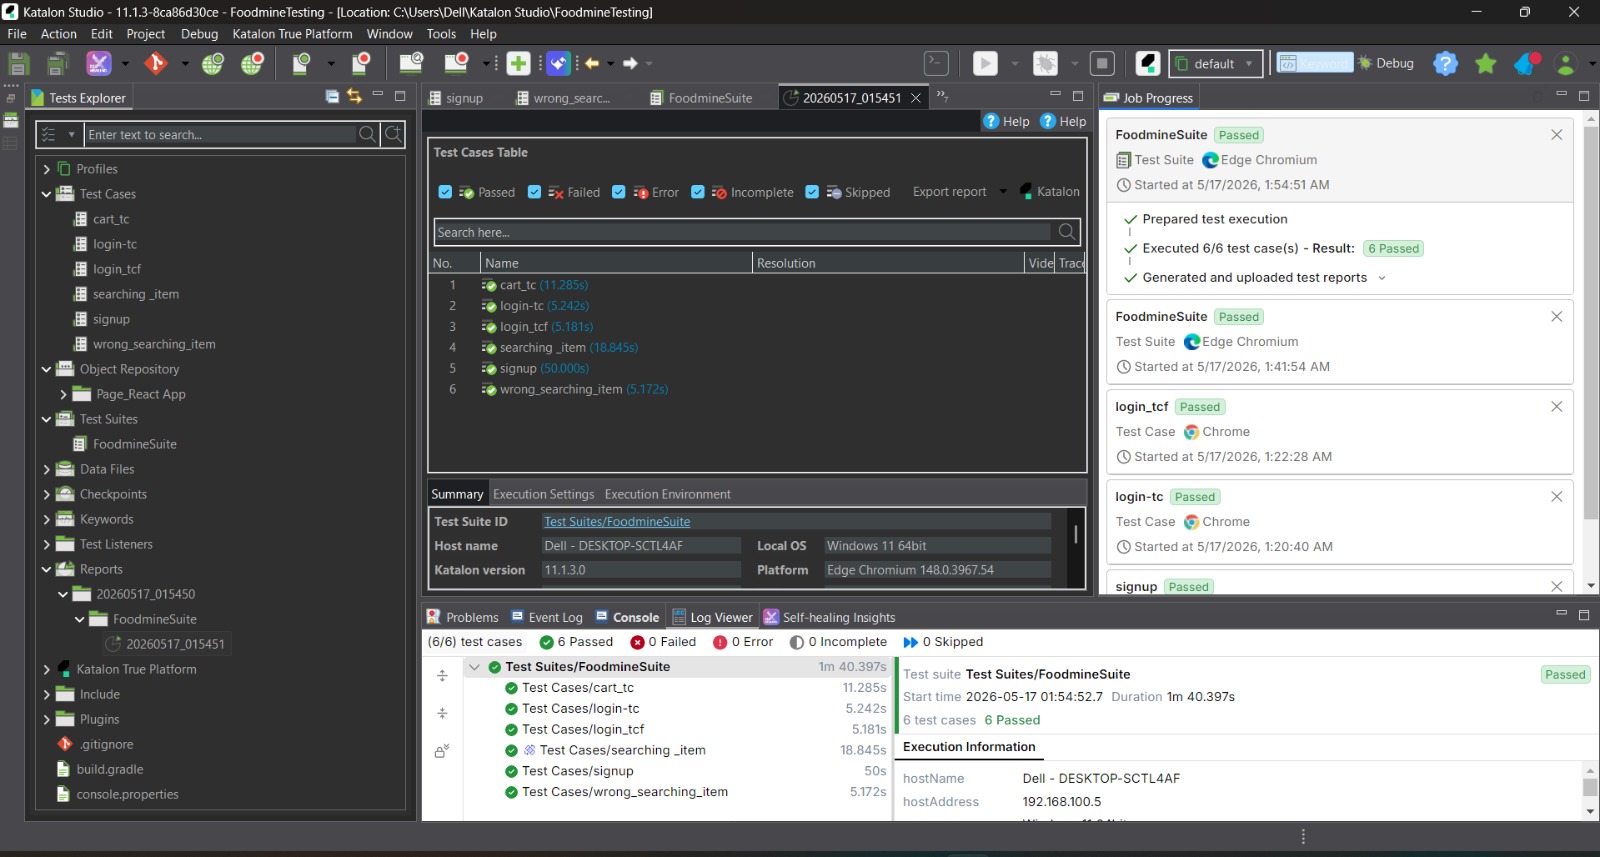 Katalon Studio - 11.1.3-8ca86d30ce - FoodmineTesting - [Location: C:\Users\Dell\Katalon Studio\FoodmineTesting]
File Action Edit Project Debug Katalon True Platform Window Tools Help
default Keyword Debug
Tests Explorer
Enter text to search...
Profiles
Test Cases
cart_tc
login-tc
login_tcf
searching _item
signup
wrong_searching_item
Object Repository
Page_React App
Test Suites
FoodmineSuite
Data Files
Checkpoints
Keywords
Test Listeners
Reports
20260517_015450
FoodmineSuite
20260517_015451
Katalon True Platform
Include
Plugins
.gitignore
build.gradle
console.properties
signup wrong_searc... FoodmineSuite 20260517_015451
Help Help
Test Cases Table
Passed Failed Error Incomplete Skipped Export report Katalon
Search here...
No. Name Resolution Vide Trac
1 cart_tc (11.285s)
2 login-tc (5.242s)
3 login_tcf (5.181s)
4 searching _item (18.845s)
5 signup (50.000s)
6 wrong_searching_item (5.172s)
Summary Execution Settings Execution Environment
Test Suite ID Test Suites/FoodmineSuite
Host name Dell - DESKTOP-SCTL4AF Local OS Windows 11 64bit
Katalon version 11.1.3.0 Platform Edge Chromium 148.0.3967.54
Job Progress
FoodmineSuite Passed
Test Suite Edge Chromium
Started at 5/17/2026, 1:54:51 AM
Prepared test execution
Executed 6/6 test case(s) - Result: 6 Passed
Generated and uploaded test reports
FoodmineSuite Passed
Test Suite Edge Chromium
Started at 5/17/2026, 1:41:54 AM
login_tcf Passed
Test Case Chrome
Started at 5/17/2026, 1:22:28 AM
login-tc Passed
Test Case Chrome
Started at 5/17/2026, 1:20:40 AM
signup Passed
Problems Event Log Console Log Viewer Self-healing Insights
(6/6) test cases 6 Passed 0 Failed 0 Error 0 Incomplete 0 Skipped
Test Suites/FoodmineSuite 1m 40.397s
Test Cases/cart_tc 11.285s
Test Cases/login-tc 5.242s
Test Cases/login_tcf 5.181s
Test Cases/searching _item 18.845s
Test Cases/signup 50s
Test Cases/wrong_searching_item 5.172s
Test suite Test Suites/FoodmineSuite Passed
Start time 2026-05-17 01:54:52.7 Duration 1m 40.397s
6 test cases 6 Passed
Execution Information
hostName Dell - DESKTOP-SCTL4AF
hostAddress 192.168.100.5